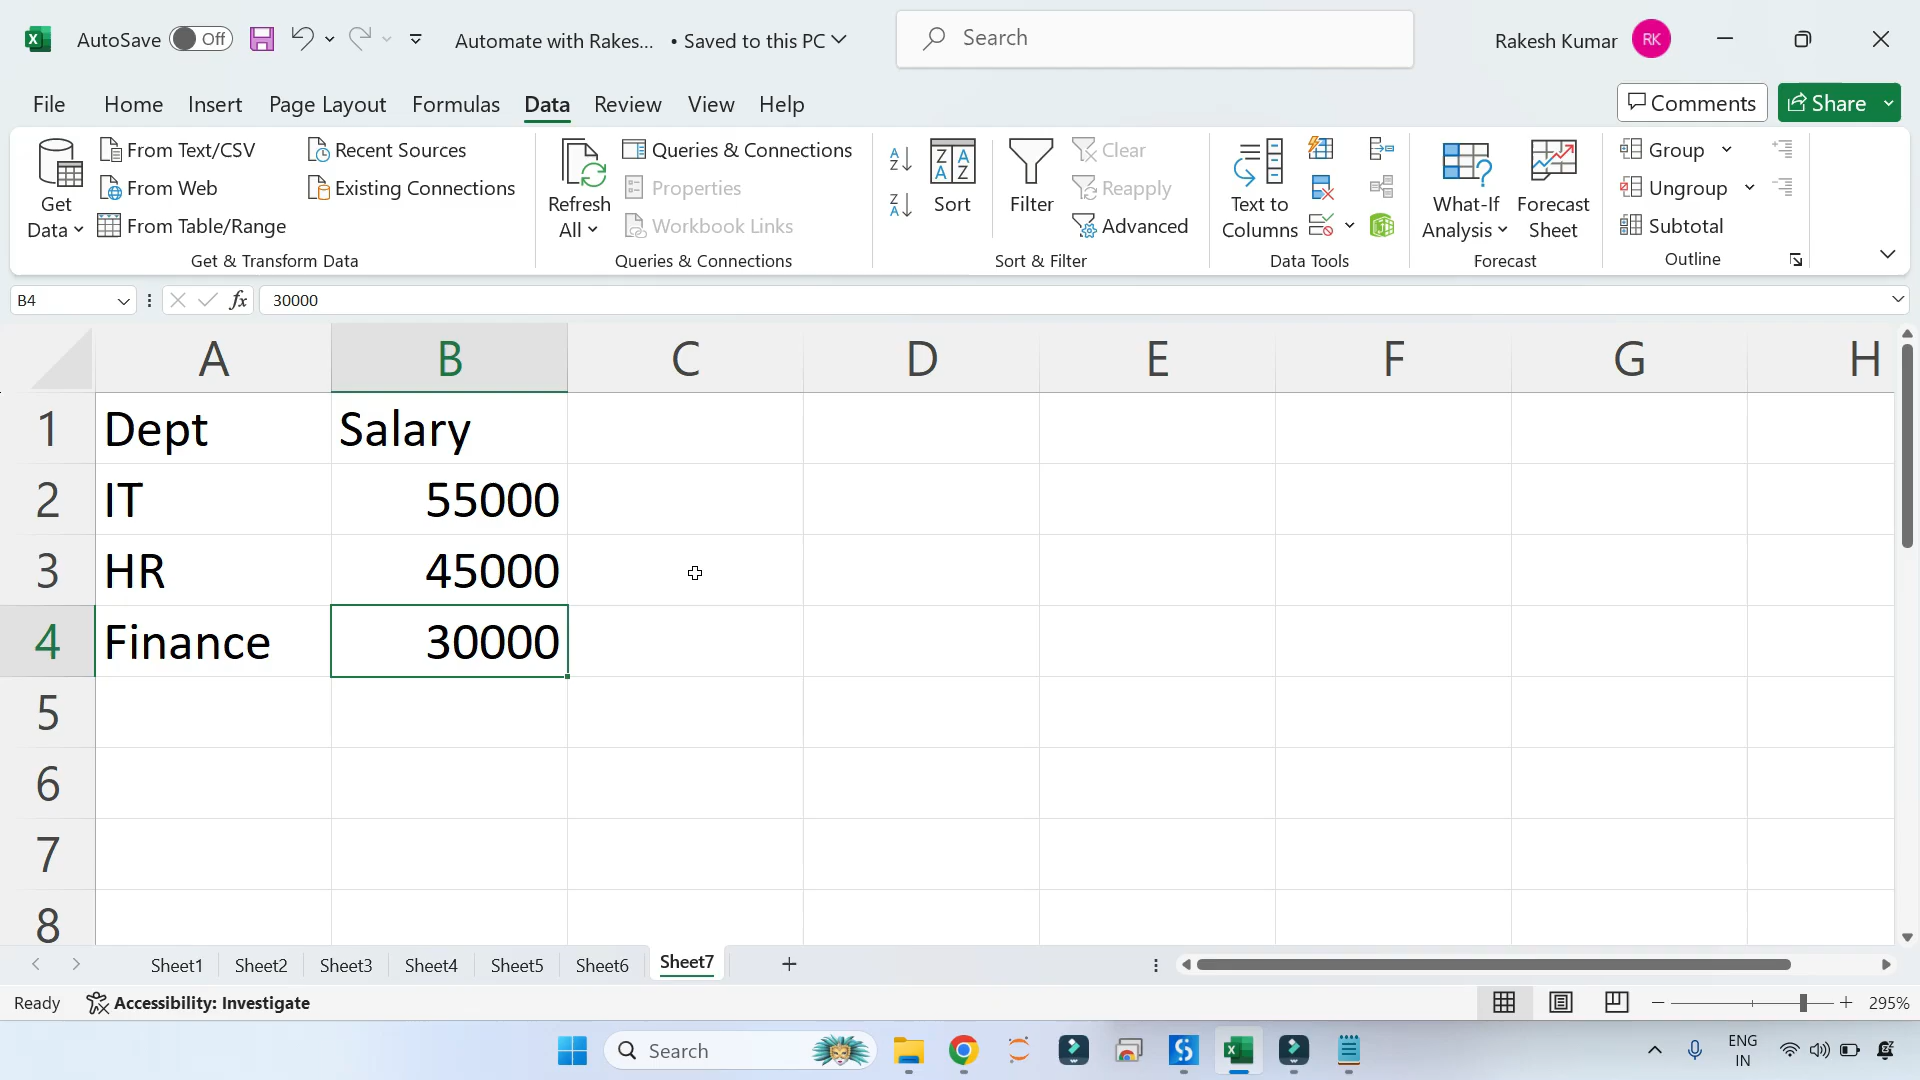 AutoSave Off Automate with Rakes... • Saved to this PC Search Rakesh Kumar RK
File Home Insert Page Layout Formulas Data Review View Help Comments Share
Get Data
From Text/CSV
From Web
From Table/Range
Recent Sources
Existing Connections
Get & Transform Data
Refresh All
Queries & Connections
Properties
Workbook Links
Queries & Connections
Sort
Filter
Clear
Reapply
Advanced
Sort & Filter
Text to Columns
Data Tools
What-If Analysis
Forecast Sheet
Forecast
Group
Ungroup
Subtotal
Outline
B4 fx 30000
A B C D E F G H
1 Dept Salary
2 IT 55000
3 HR 45000
4 Finance 30000
5
6
7
8
Sheet1 Sheet2 Sheet3 Sheet4 Sheet5 Sheet6 Sheet7
Ready Accessibility: Investigate 295%
Search ENG
IN